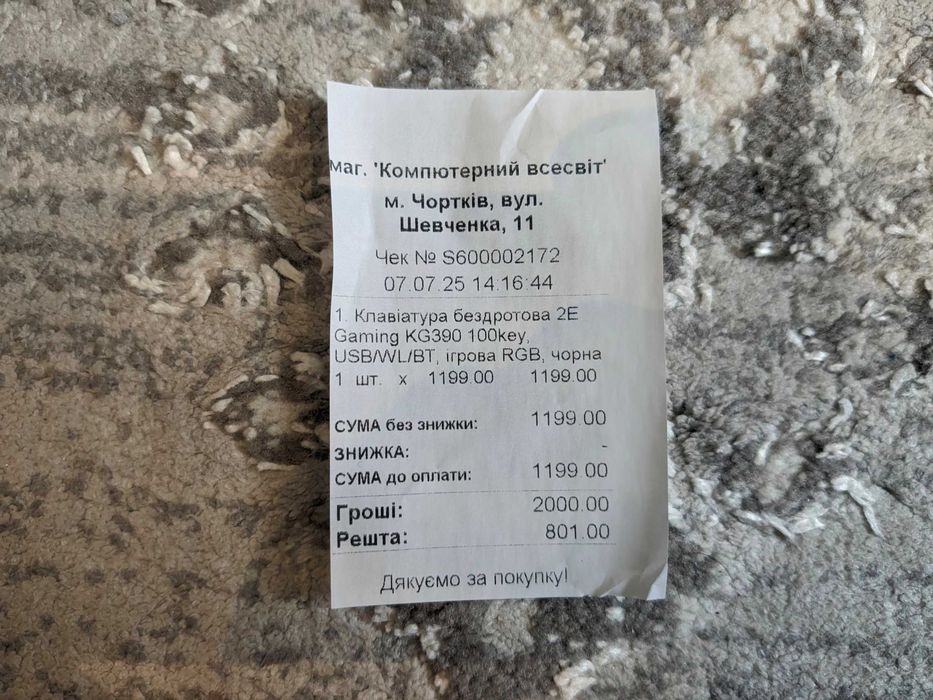 маг. 'Компютерний всесвіт'
м. Чортків, вул.
Шевченка, 11
Чек № S600002172
07.07.25 14:16:44
1. Клавіатура бездротова 2E
Gaming KG390 100key,
USB/WL/BT, ігрова RGB, чорна
1 шт. x 1199.00 1199.00
СУМА без знижки: 1199.00
ЗНИЖКА: -
СУМА до оплати: 1199.00
Гроші: 2000.00
Решта: 801.00
Дякуємо за покупку!